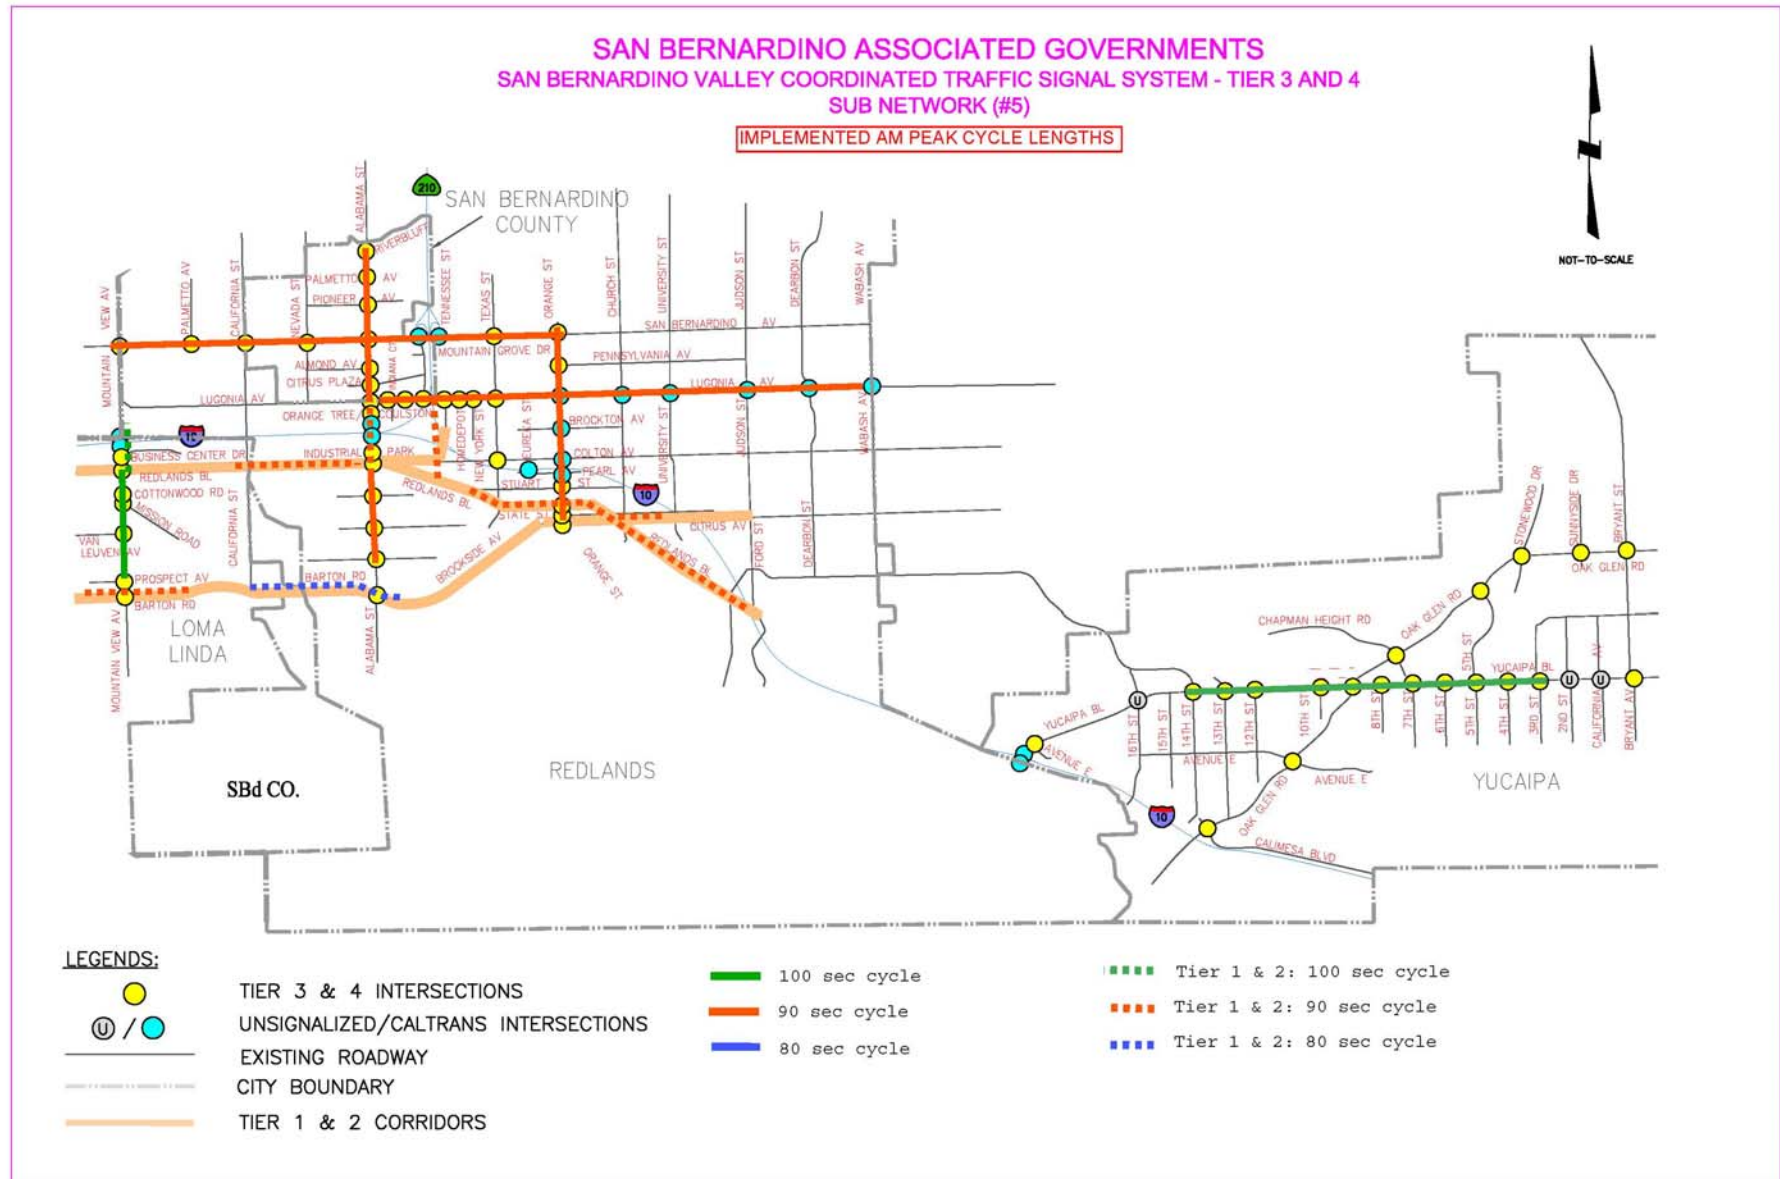 SAN BERNARDINO ASSOCIATED GOVERNMENTS
SAN BERNARDINO VALLEY COORDINATED TRAFFIC SIGNAL SYSTEM - TIER 3 AND 4
SUB NETWORK (#5)
IMPLEMENTED AM PEAK CYCLE LENGTHS
N
NOT-TO-SCALE
ALABAMA ST
210
SAN BERNARDINO
COUNTY
RIVERBLUFF
PALMETTO AV
PIONEER AV
MOUNTAIN VIEW AV
PALMETTO AV
CALIFORNIA ST
NEVADA ST
TENNESSEE ST
TEXAS ST
ORANGE ST
CHURCH ST
UNIVERSITY ST
JUDSON ST
DEARBORN ST
WABASH AV
SAN BERNARDINO AV
MOUNTAIN GROVE DR
PENNSYLVANIA AV
ALMOND AV
CITRUS PLAZA
INDIANA CT
LUGONIA AV
LUGONIA AV
ORANGE TREE/
COULSTON
HOMEDEPOT
NEW YORK ST
EUREKA ST
BROCKTON AV
COLTON AV
PEARL AV
STUART ST
UNIVERSITY ST
JUDSON ST
WABASH AV
10
BUSINESS CENTER DR
INDUSTRIAL PARK
REDLANDS BL
COTTONWOOD RD
MISSION ROAD
CALIFORNIA ST
VAN
LEUVEN AV
PROSPECT AV
BARTON RD
BARTON RD
REDLANDS BL
STATE ST
BROOKSIDE AV
ORANGE ST
10
CITRUS AV
REDLANDS BL
FORD ST
DEARBORN ST
LOMA
LINDA
MOUNTAIN VIEW AV
ALABAMA ST
SBd CO.
REDLANDS
STONEWOOD DR
SUNNYSIDE DR
BRYANT ST
OAK GLEN RD
CHAPMAN HEIGHT RD
OAK GLEN RD
5TH ST
YUCAIPA BL
U
U
U
YUCAIPA BL
AVENUE E
16TH ST
15TH ST
14TH ST
13TH ST
12TH ST
10TH ST
8TH ST
7TH ST
6TH ST
5TH ST
4TH ST
3RD ST
2ND ST
CALIFORNIA AV
BRYANT AV
AVENUE E
AVENUE E
OAK GLEN RD
YUCAIPA
10
CALIMESA BLVD
LEGENDS:
TIER 3 & 4 INTERSECTIONS
U / UNSIGNALIZED/CALTRANS INTERSECTIONS
EXISTING ROADWAY
CITY BOUNDARY
TIER 1 & 2 CORRIDORS
100 sec cycle
90 sec cycle
80 sec cycle
Tier 1 & 2: 100 sec cycle
Tier 1 & 2: 90 sec cycle
Tier 1 & 2: 80 sec cycle